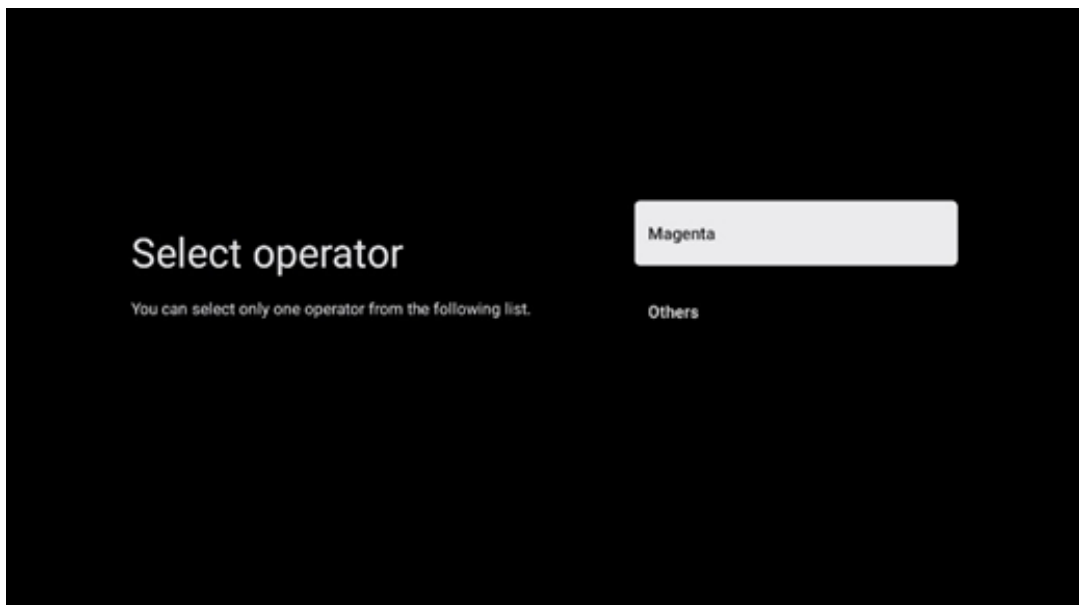 Select operator
You can select only one operator from the following list.
Magenta
Others